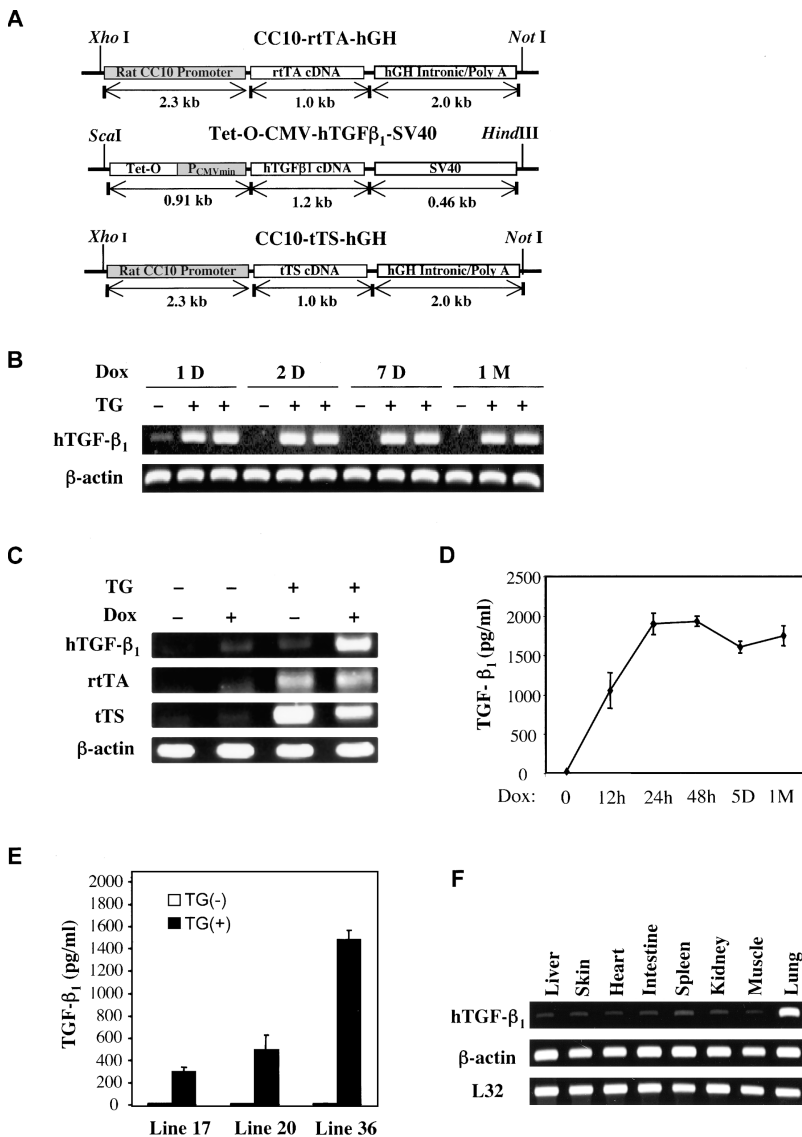 A
Xho I CC10-rtTA-hGH Not I
Rat CC10 Promoter rtTA cDNA hGH Intronic/Poly A
2.3 kb 1.0 kb 2.0 kb
ScaI Tet-O-CMV-hTGFβ1-SV40 HindIII
Tet-O PCMVmin hTGFβ1 cDNA SV40
0.91 kb 1.2 kb 0.46 kb
Xho I CC10-tTS-hGH Not I
Rat CC10 Promoter tTS cDNA hGH Intronic/Poly A
2.3 kb 1.0 kb 2.0 kb
B
Dox 1 D 2 D 7 D 1 M
TG – + + – + + – + + – + +
hTGF-β1
β-actin
C
TG – – + +
Dox – + – +
hTGF-β1
rtTA
tTS
β-actin
D
TGF- β1 (pg/ml)
2500
2000
1500
1000
500
0
Dox: 0 12h 24h 48h 5D 1M
E
TGF-β1 (pg/ml)
2000
1800
1600
1400
1200
1000
800
600
400
200
0
TG(-)
TG(+)
Line 17 Line 20 Line 36
F
Liver Skin Heart Intestine Spleen Kidney Muscle Lung
hTGF-β1
β-actin
L32